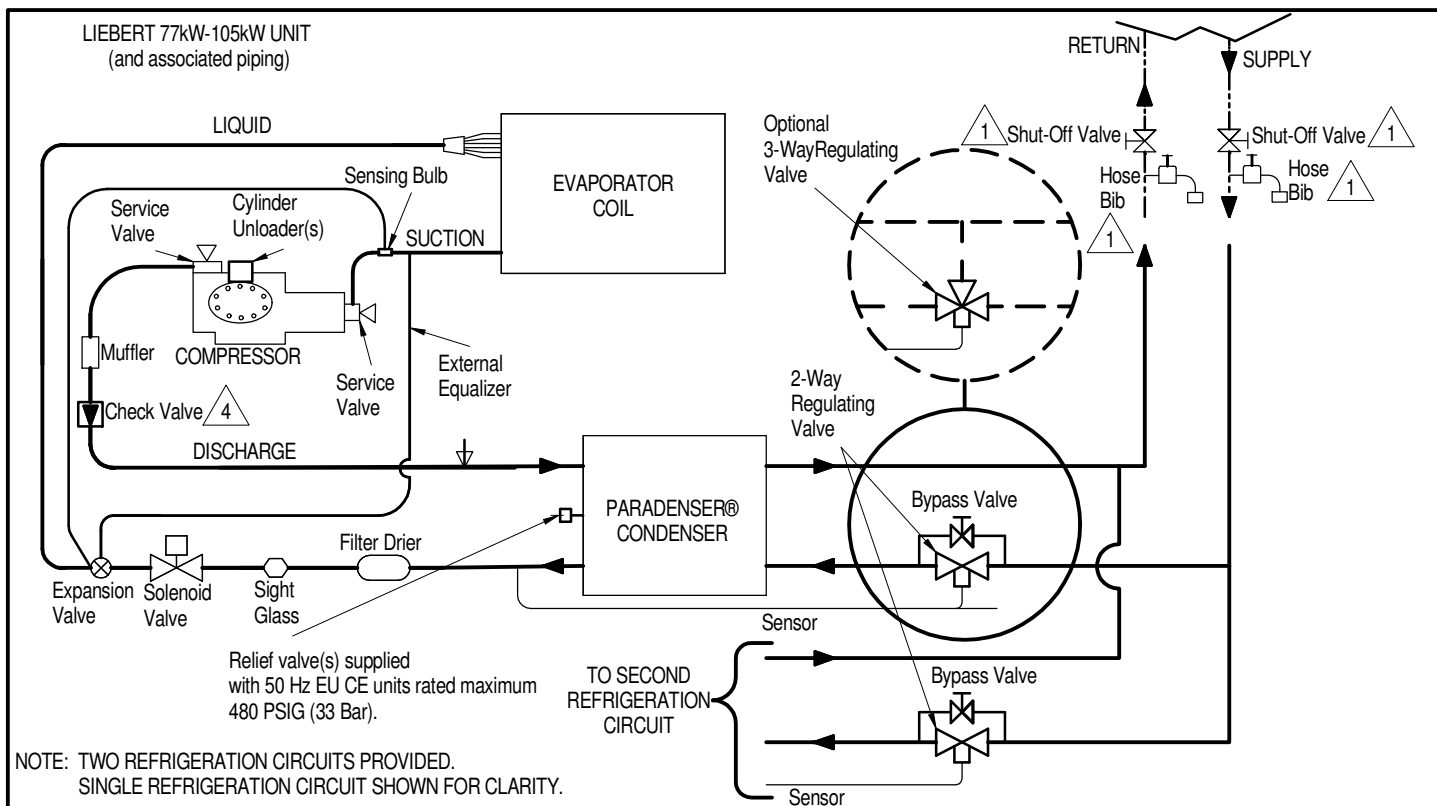 LIEBERT 77kW-105kW UNIT
(and associated piping)
RETURN
SUPPLY
LIQUID
EVAPORATOR
COIL
Optional
3-WayRegulating
Valve
1
Shut-Off Valve
Shut-Off Valve
1
Hose
Bib
1
Hose
Bib
1
Sensing Bulb
Service
Valve
Cylinder
Unloader(s)
SUCTION
Muffler
COMPRESSOR
Service
Valve
External
Equalizer
Check Valve
4
2-Way
Regulating
Valve
DISCHARGE
PARADENSER®
CONDENSER
Bypass Valve
Filter Drier
Expansion
Valve
Solenoid
Valve
Sight
Glass
Sensor
Relief valve(s) supplied
with 50 Hz EU CE units rated maximum
480 PSIG (33 Bar).
TO SECOND
REFRIGERATION
CIRCUIT
Bypass Valve
NOTE: TWO REFRIGERATION CIRCUITS PROVIDED.
SINGLE REFRIGERATION CIRCUIT SHOWN FOR CLARITY.
Sensor